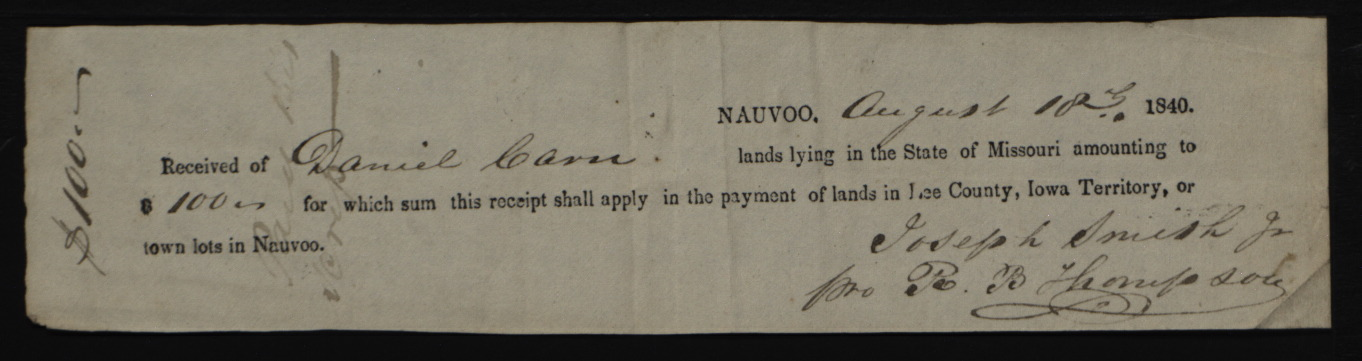 $100..
NAUVOO, August 18th, 1840.
Received of Daniel Carn lands lying in the State of Missouri amounting to
$ 100.. for which sum this receipt shall apply in the payment of lands in Lee County, Iowa Territory, or
town lots in Nauvoo.
Joseph Smith Jr
pro R. B Thompson